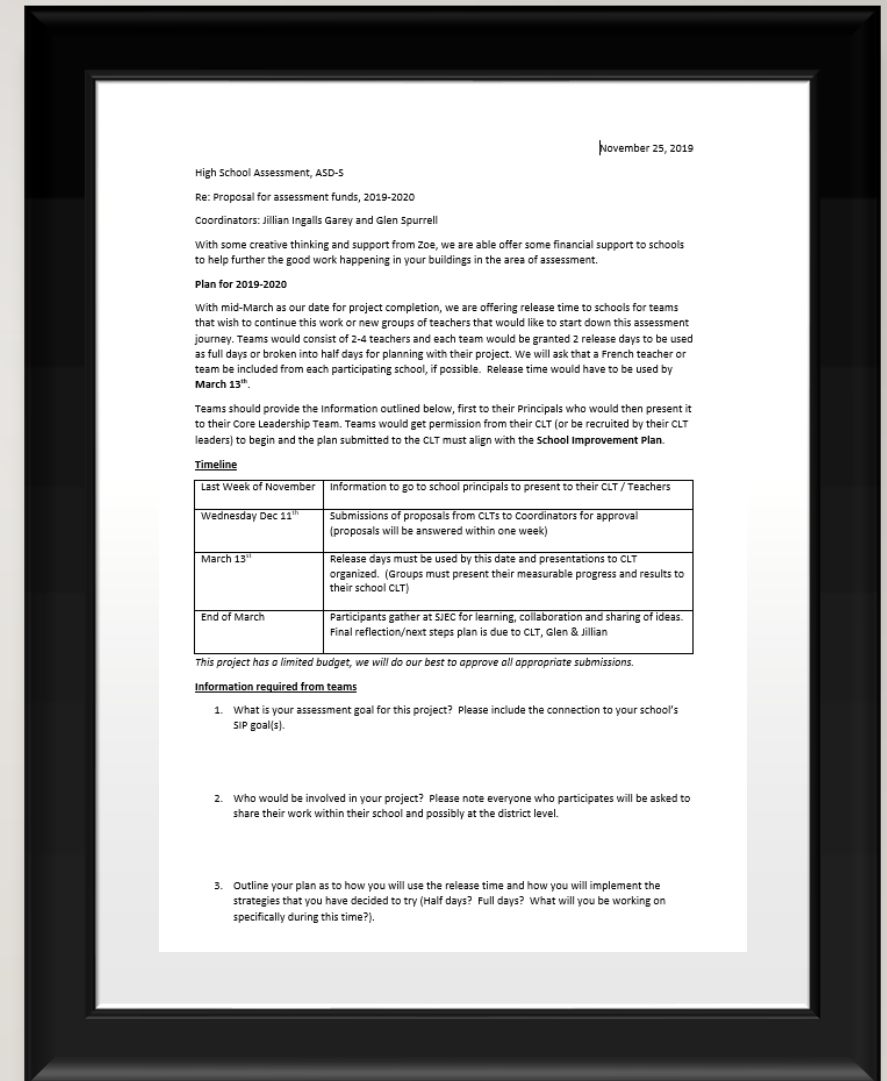 November 25, 2019
High School Assessment, ASD-S
Re: Proposal for assessment funds, 2019-2020
Coordinators: Jillian Ingalls Garey and Glen Spurrell
With some creative thinking and support from Zoe, we are able offer some financial support to schools
to help further the good work happening in your buildings in the area of assessment.
Plan for 2019-2020
With mid-March as our date for project completion, we are offering release time to schools for teams
that wish to continue this work or new groups of teachers that would like to start down this assessment
journey. Teams would consist of 2-4 teachers and each team would be granted 2 release days to be used
as full days or broken into half days for planning with their project. We will ask that a French teacher or
team be included from each participating school, if possible. Release time would have to be used by
March 13th.
Teams should provide the Information outlined below, first to their Principals who would then present it
to their Core Leadership Team. Teams would get permission from their CLT (or be recruited by their CLT
leaders) to begin and the plan submitted to the CLT must align with the School Improvement Plan.
Timeline
Last Week of November Information to go to school principals to present to their CLT / Teachers
Wednesday Dec 11th Submissions of proposals from CLTs to Coordinators for approval
(proposals will be answered within one week)
March 13th Release days must be used by this date and presentations to CLT
organized. (Groups must present their measurable progress and results to
their school CLT)
End of March Participants gather at SJEC for learning, collaboration and sharing of ideas.
Final reflection/next steps plan is due to CLT, Glen & Jillian
This project has a limited budget, we will do our best to approve all appropriate submissions.
Information required from teams
1. What is your assessment goal for this project? Please include the connection to your school's
SIP goal(s).
2. Who would be involved in your project? Please note everyone who participates will be asked to
share their work within their school and possibly at the district level.
3. Outline your plan as to how you will use the release time and how you will implement the
strategies that you have decided to try (Half days? Full days? What will you be working on
specifically during this time?).